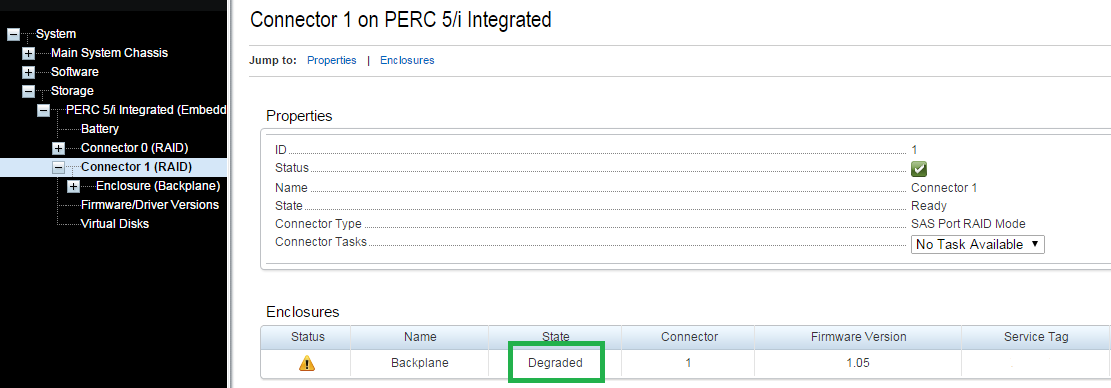 Connector 1 on PERC 5/i Integrated
System
Main System Chassis
Software
Storage
PERC 5/i Integrated (Embedd
Battery
Connector 0 (RAID)
Connector 1 (RAID)
Enclosure (Backplane)
Firmware/Driver Versions
Virtual Disks
Jump to: Properties | Enclosures
Properties
ID 1
Status
Name Connector 1
State Ready
Connector Type SAS Port RAID Mode
Connector Tasks No Task Available
Enclosures
Status Name State Connector Firmware Version Service Tag
Backplane Degraded 1 1.05